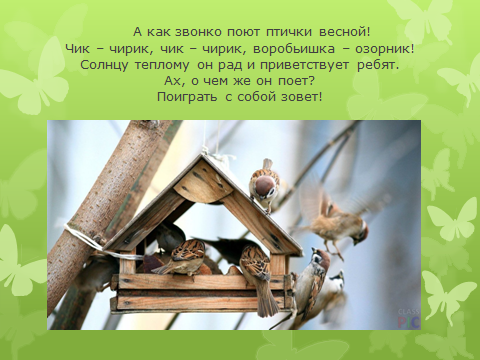 А как звонко поют птички весной!
Чик – чирик, чик – чирик, воробьишка – озорник!
Солнцу теплому он рад и приветствует ребят.
Ах, о чем же он поет?
Поиграть с собой зовет!